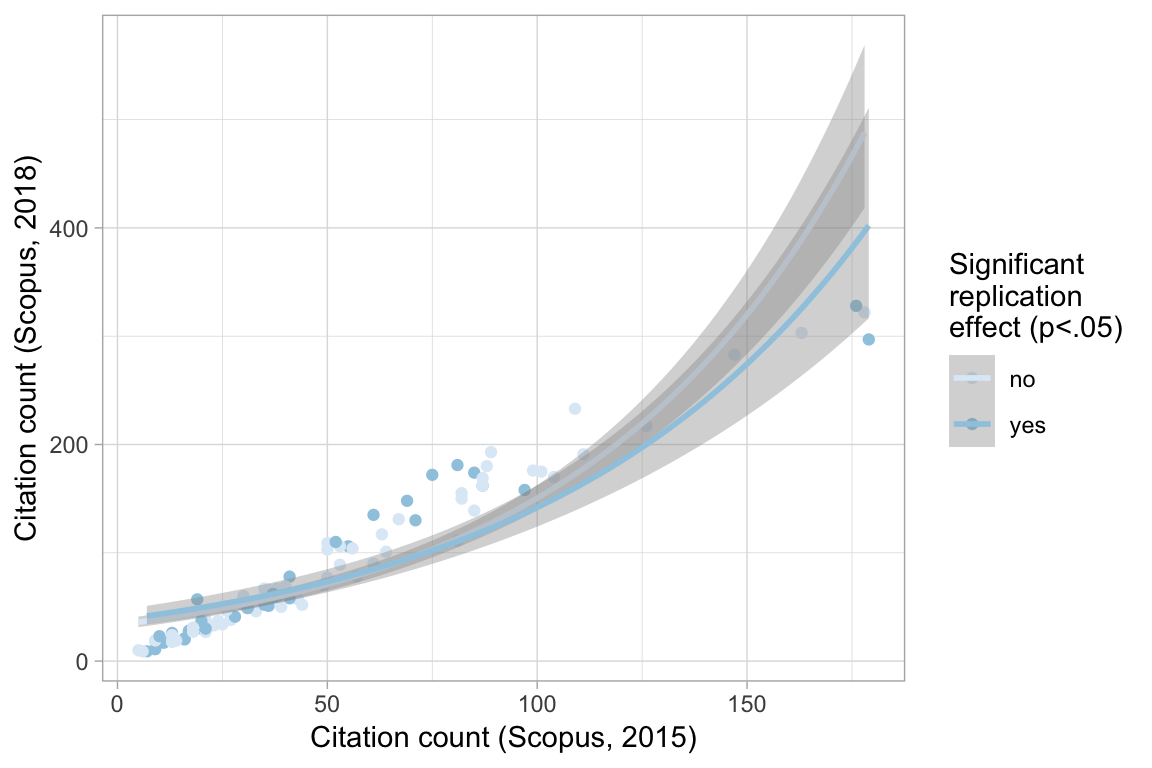 Citation count (Scopus, 2018)
400
200
0
0
50
100
150
Citation count (Scopus, 2015)
Significant
replication
effect (p<.05)
no
yes